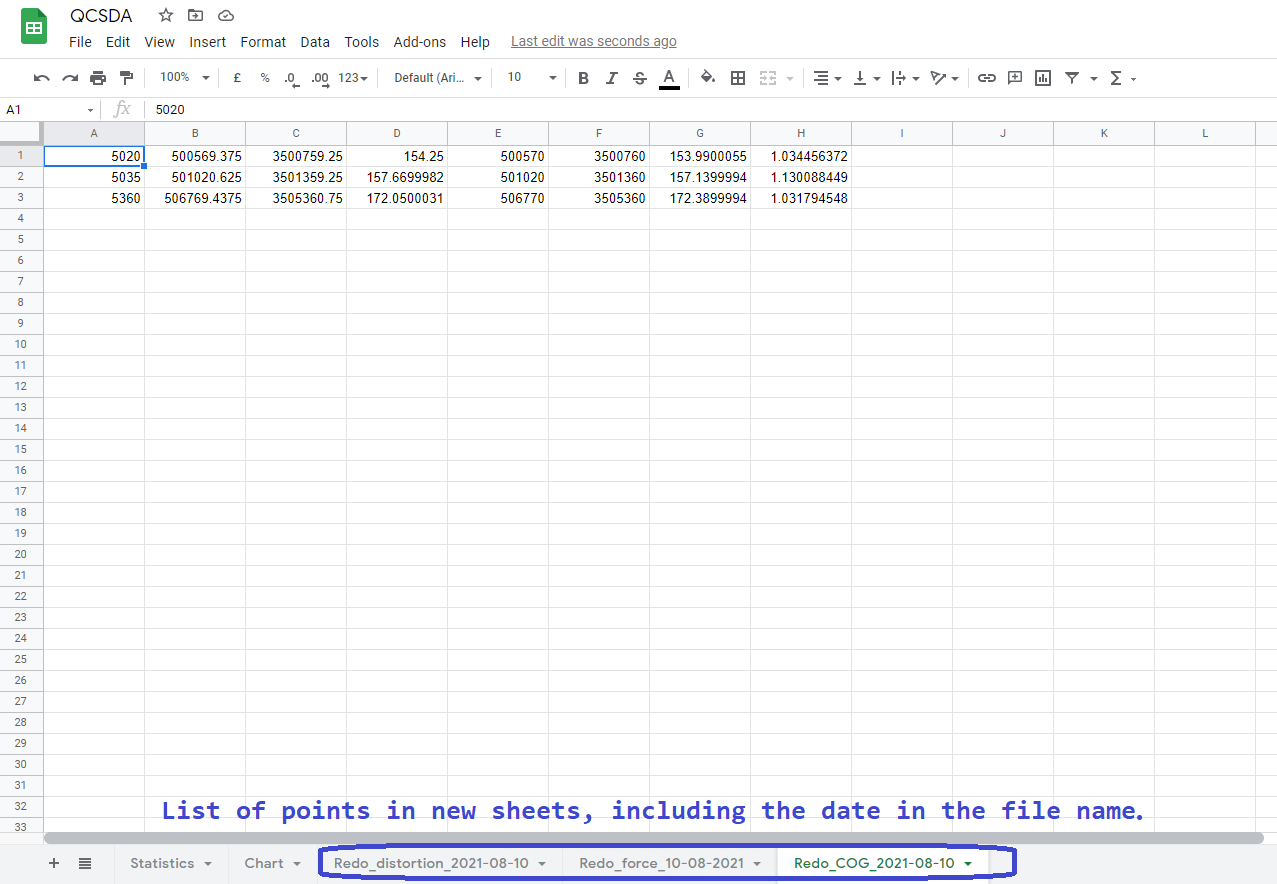 QCSDA
File Edit View Insert Format Data Tools Add-ons Help Last edit was seconds ago
100% £ % .0 .00 123 Default (Ari... 10 B I S A
A1 fx 5020
A B C D E F G H I J K L
1 5020 500569.375 3500759.25 154.25 500570 3500760 153.9900055 1.034456372
2 5035 501020.625 3501359.25 157.6699982 501020 3501360 157.1399994 1.130088449
3 5360 506769.4375 3505360.75 172.0500031 506770 3505360 172.3899994 1.031794548
4
5
6
7
8
9
10
11
12
13
14
15
16
17
18
19
20
21
22
23
24
25
26
27
28
29
30
31
32 List of points in new sheets, including the date in the file name.
33
Statistics Chart Redo_distortion_2021-08-10 Redo_force_10-08-2021 Redo_COG_2021-08-10